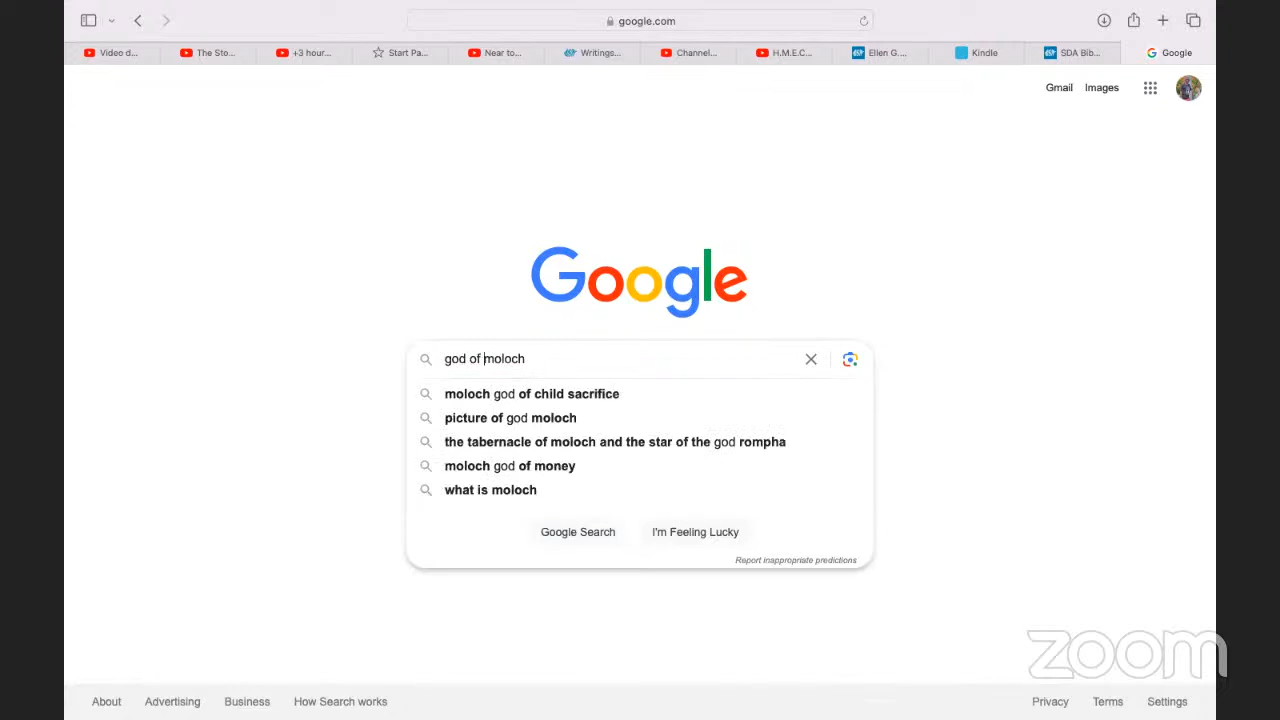 google.com
Video d...
The Sto...
+3 hour...
Start Pa...
Near to...
Writings...
Channel...
H.M.E.C...
Ellen G....
Kindle
SDA Bib...
Google
Gmail Images
Google
god of moloch
moloch god of child sacrifice
picture of god moloch
the tabernacle of moloch and the star of the god rompha
moloch god of money
what is moloch
Google Search I'm Feeling Lucky
Report inappropriate predictions
zoom
About Advertising Business How Search works Privacy Terms Settings